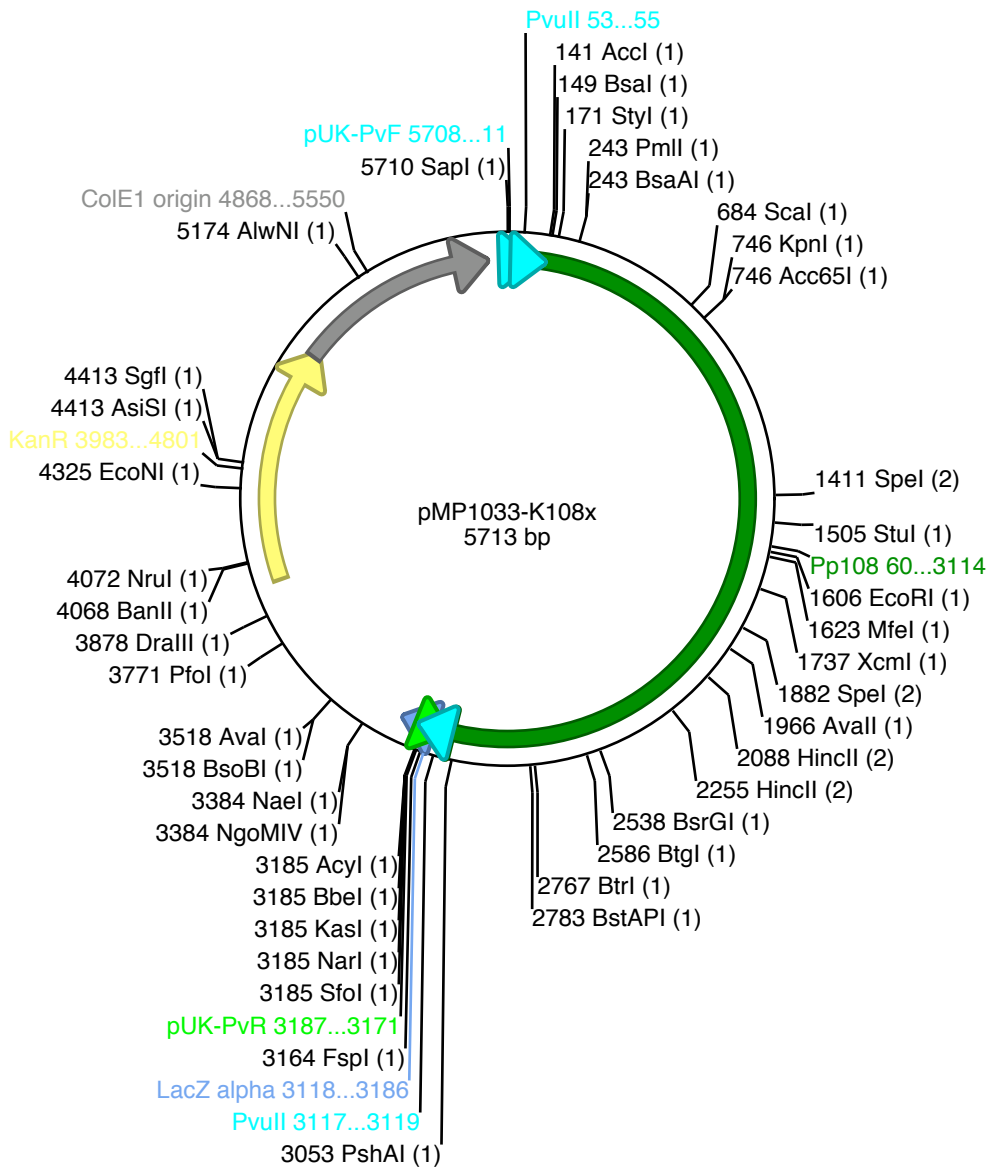 PvuII 53...55
141 AccI (1)
149 BsaI (1)
171 StyI (1)
pUK-PvF 5708...11
243 PmlI (1)
5710 SapI (1)
243 BsaAI (1)
ColE1 origin 4868...5550
684 ScaI (1)
5174 AlwNI (1)
746 KpnI (1)
746 Acc65I (1)
4413 SgfI (1)
4413 AsiSI (1)
KanR 3983...4801
4325 EcoNI (1)
1411 SpeI (2)
pMP1033-K108x
5713 bp
1505 StuI (1)
Pp108 60...3114
4072 NruI (1)
1606 EcoRI (1)
4068 BanII (1)
1623 MfeI (1)
3878 DraIII (1)
1737 XcmI (1)
3771 PfoI (1)
1882 SpeI (2)
1966 AvaII (1)
3518 AvaI (1)
2088 HincII (2)
3518 BsoBI (1)
2255 HincII (2)
3384 NaeI (1)
2538 BsrGI (1)
3384 NgoMIV (1)
2586 BtgI (1)
3185 AcyI (1)
2767 BtrI (1)
3185 BbeI (1)
2783 BstAPI (1)
3185 KasI (1)
3185 NarI (1)
3185 SfoI (1)
pUK-PvR 3187...3171
3164 FspI (1)
LacZ alpha 3118...3186
PvuII 3117...3119
3053 PshAI (1)